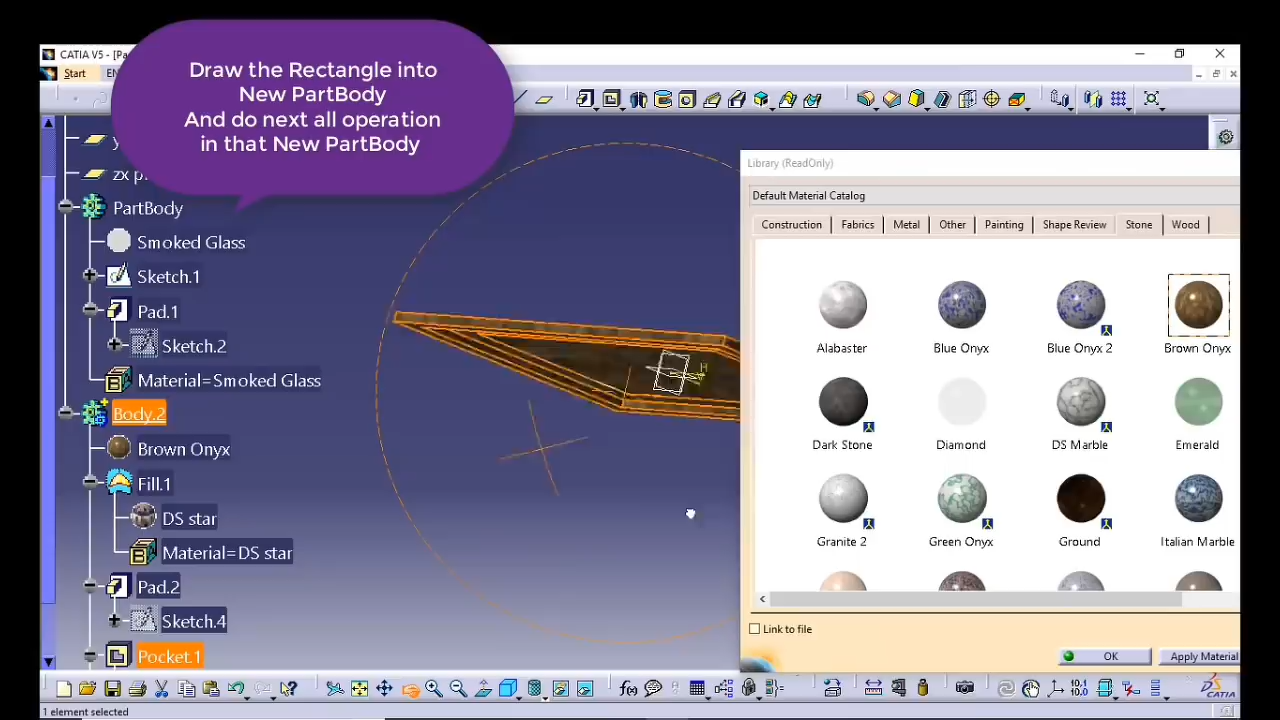 CATIA V5 - [Pa
Start
EN
Draw the Rectangle into
New PartBody
And do next all operation
in that New PartBody
y
zx p
PartBody
Smoked Glass
Sketch.1
Pad.1
Sketch.2
Material=Smoked Glass
Body.2
Brown Onyx
Fill.1
DS star
Material=DS star
Pad.2
Sketch.4
Pocket.1
H
Library (ReadOnly)
Default Material Catalog
Construction Fabrics Metal Other Painting Shape Review Stone Wood
Alabaster Blue Onyx Blue Onyx 2 Brown Onyx
Dark Stone Diamond DS Marble Emerald
Granite 2 Green Onyx Ground Italian Marble
Link to file
OK Apply Material
f(x) 10.0
CATIA
1 element selected